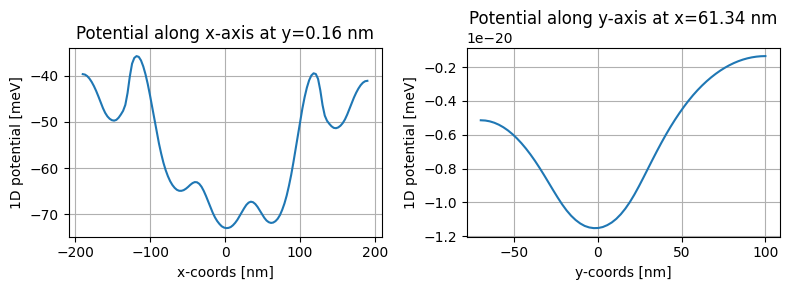 Potential along x-axis at y=0.16 nm
1D potential [meV]
−40
−50
−60
−70
−200
−100
0
100
200
x-coords [nm]
Potential along y-axis at x=61.34 nm
1e−20
1D potential [meV]
−0.2
−0.4
−0.6
−0.8
−1.0
−1.2
−50
0
50
100
y-coords [nm]